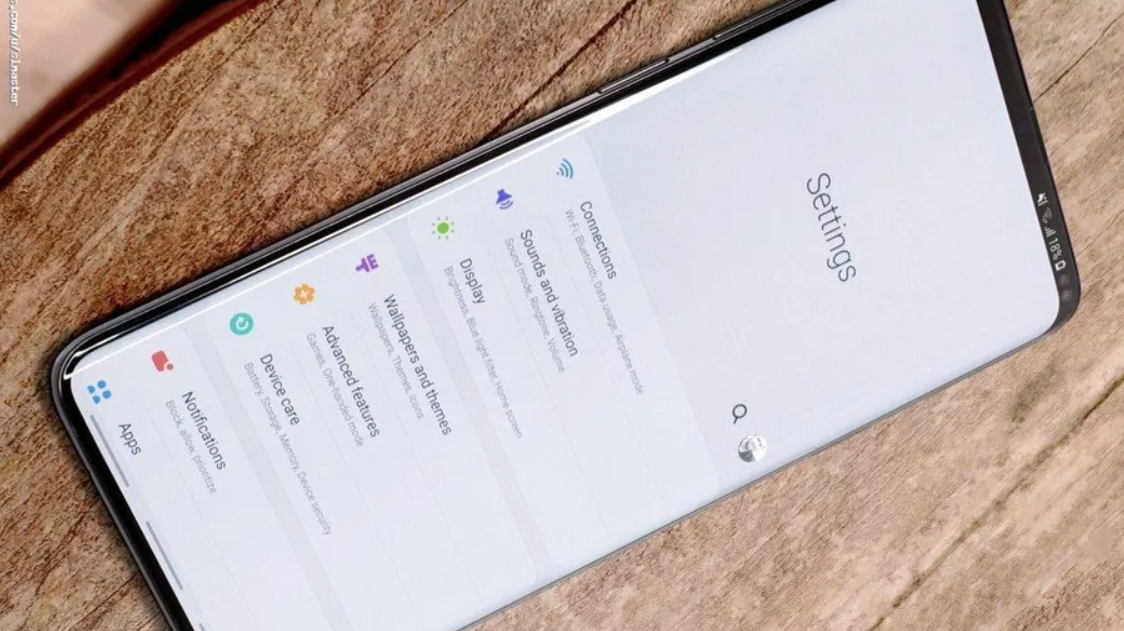 18%
Settings
Connections
Wi-Fi, Bluetooth, Data usage, Airplane mode
Sounds and vibration
Sound mode, Ringtone, Volume
Display
Brightness, Blue light filter, Home screen
Wallpapers and themes
Wallpapers, Themes, Icons
Advanced features
Games, One-handed mode
Device care
Battery, Storage, Memory, Device security
Notifications
Block, allow, prioritize
Apps
s.com/u/sinaster